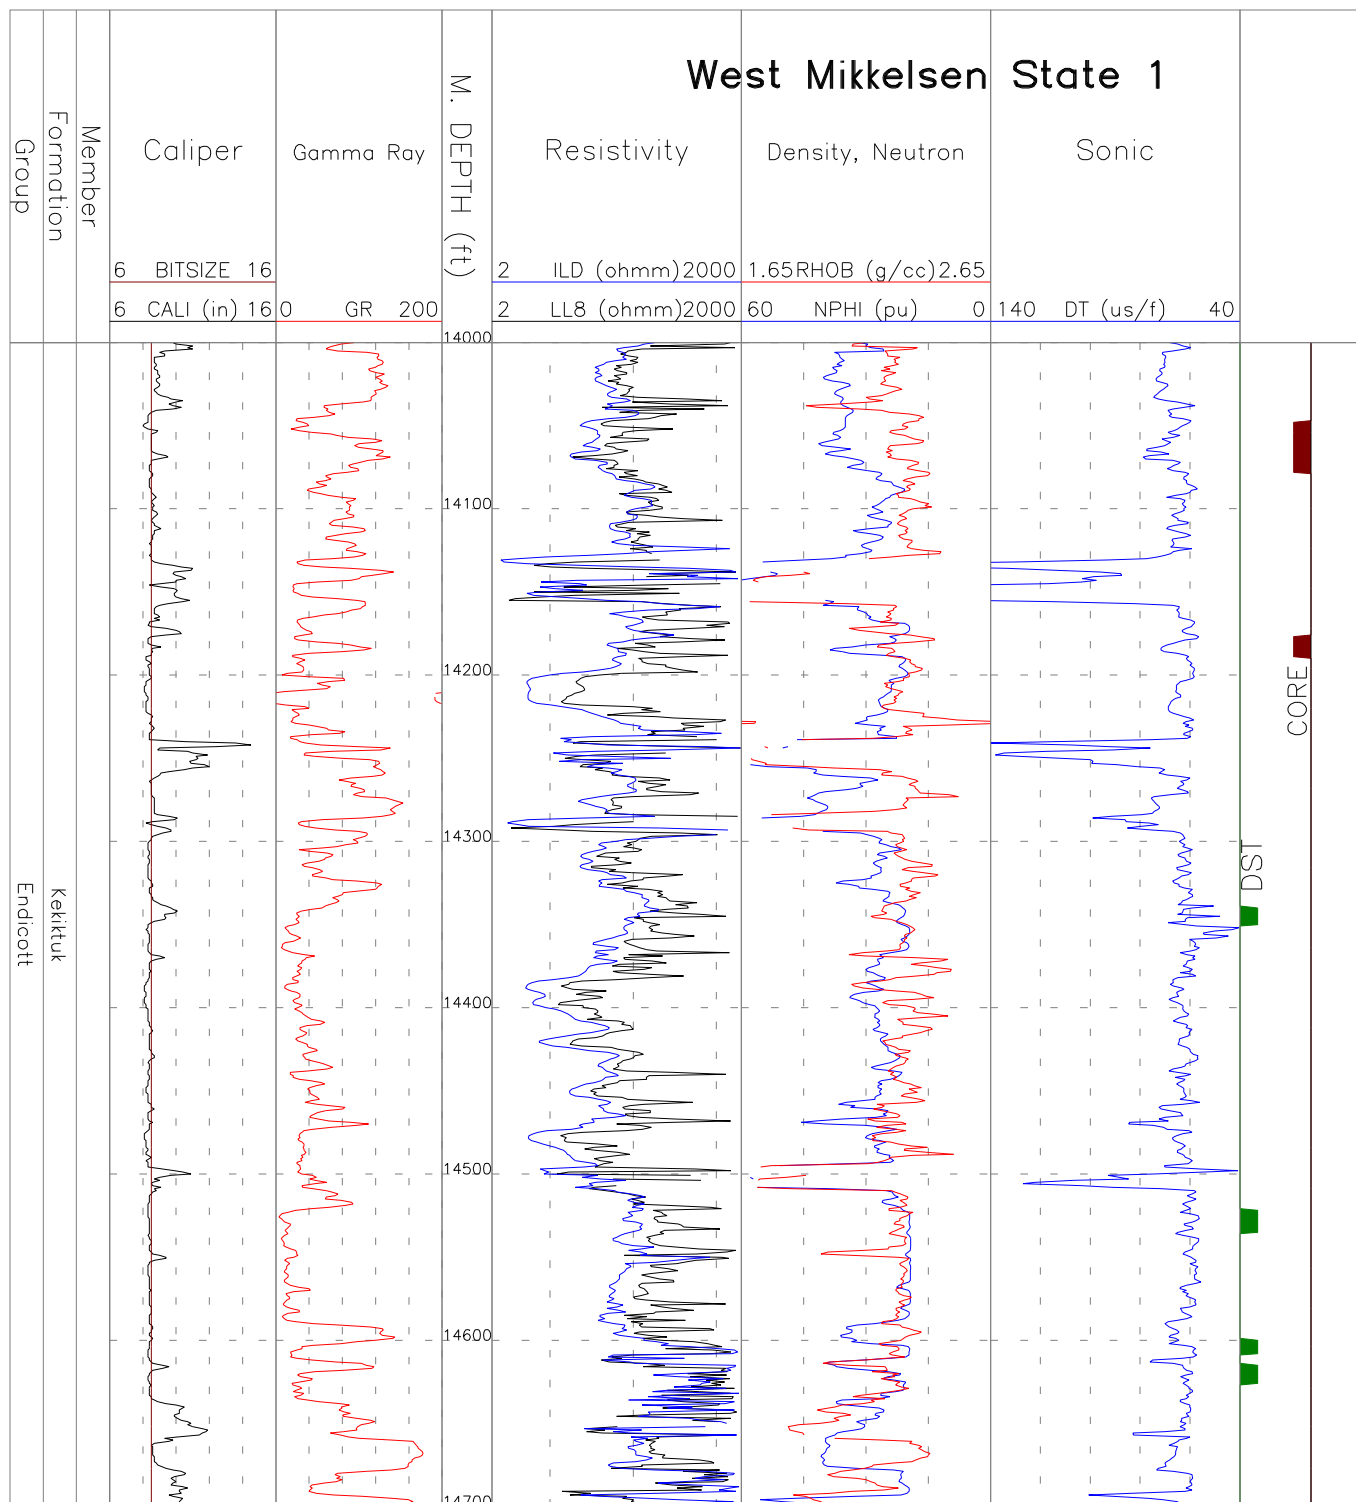 West Mikkelsen State 1
Group
Formation
Member
Caliper
Gamma Ray
M. DEPTH (ft)
Resistivity
Density, Neutron
Sonic
6 BITSIZE 16
2 ILD (ohmm)2000
1.65RHOB (g/cc)2.65
6 CALI (in) 16
0 GR 200
2 LL8 (ohmm)2000
60 NPHI (pu) 0
140 DT (us/f) 40
14000
14100
14200
CORE
14300
DST
Endicott
Kekiktuk
14400
14500
14600
14700